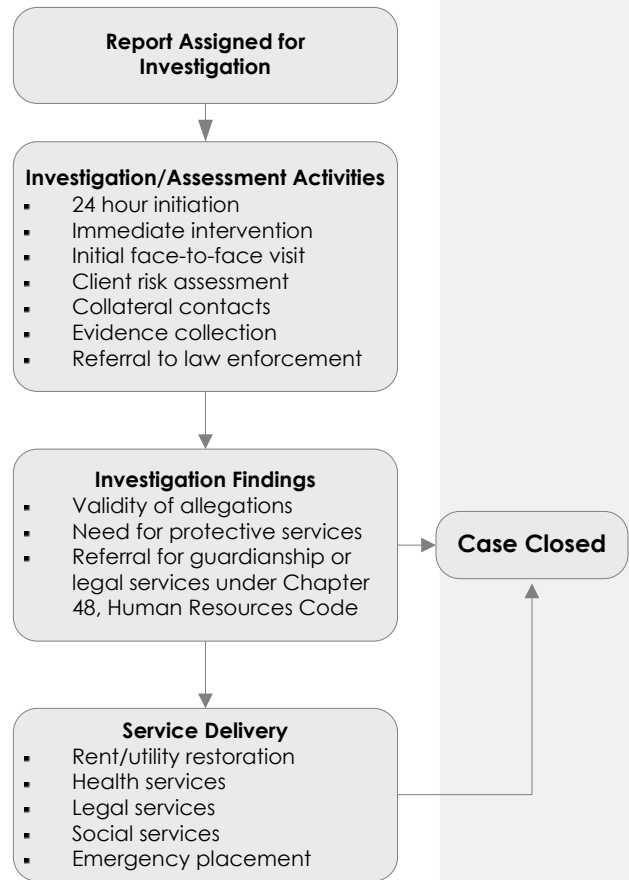 Report Assigned for
Investigation
Investigation/Assessment Activities
▪ 24 hour initiation
▪ Immediate intervention
▪ Initial face-to-face visit
▪ Client risk assessment
▪ Collateral contacts
▪ Evidence collection
▪ Referral to law enforcement
Investigation Findings
▪ Validity of allegations
▪ Need for protective services
▪ Referral for guardianship or
legal services under Chapter
48, Human Resources Code
Case Closed
Service Delivery
▪ Rent/utility restoration
▪ Health services
▪ Legal services
▪ Social services
▪ Emergency placement